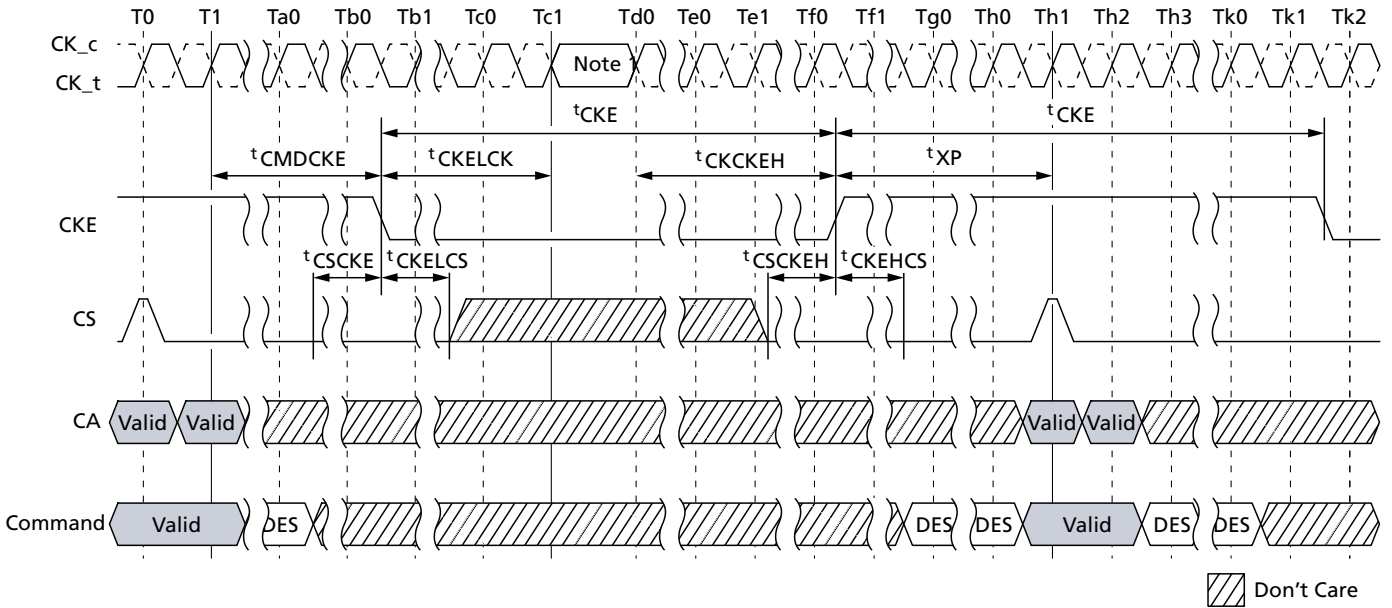 T0 T1 Ta0 Tb0 Tb1 Tc0 Tc1 Td0 Te0 Te1 Tf0 Tf1 Tg0 Th0 Th1 Th2 Th3 Tk0 Tk1 Tk2
CK_c
CK_t
Note 1
tCKE tCKE
tCMDCKE tCKELCK tCKCKEH tXP
CKE
tCSCKE tCKELCS tCSCKEH tCKEHCS
CS
CA Valid Valid Valid Valid
Command Valid DES DES DES Valid DES DES
Don't Care